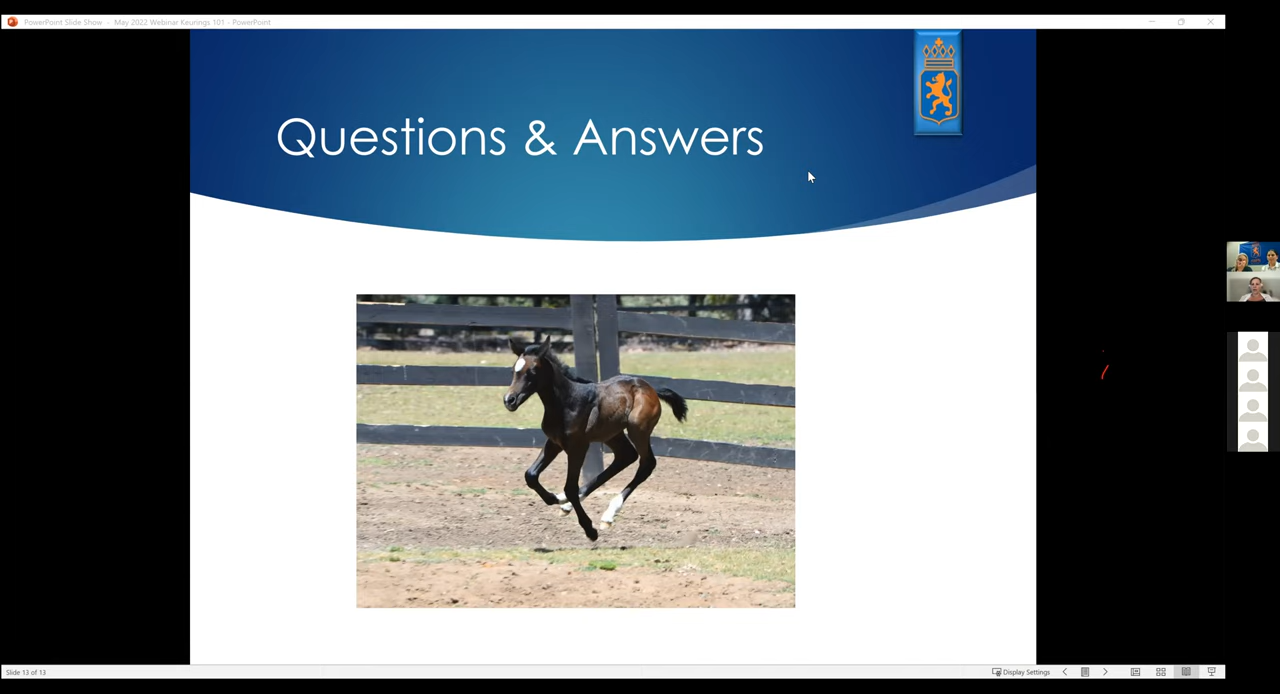 PowerPoint Slide Show - May 2022 Webinar Keurings 101 - PowerPoint
Questions & Answers
Slide 13 of 13
Display Settings